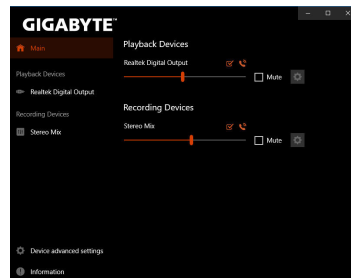 GIGABYTE™
Main
Playback Devices
Realtek Digital Output
Recording Devices
Stereo Mix
Device advanced settings
Information
Playback Devices
Realtek Digital Output
Mute
Recording Devices
Stereo Mix
Mute